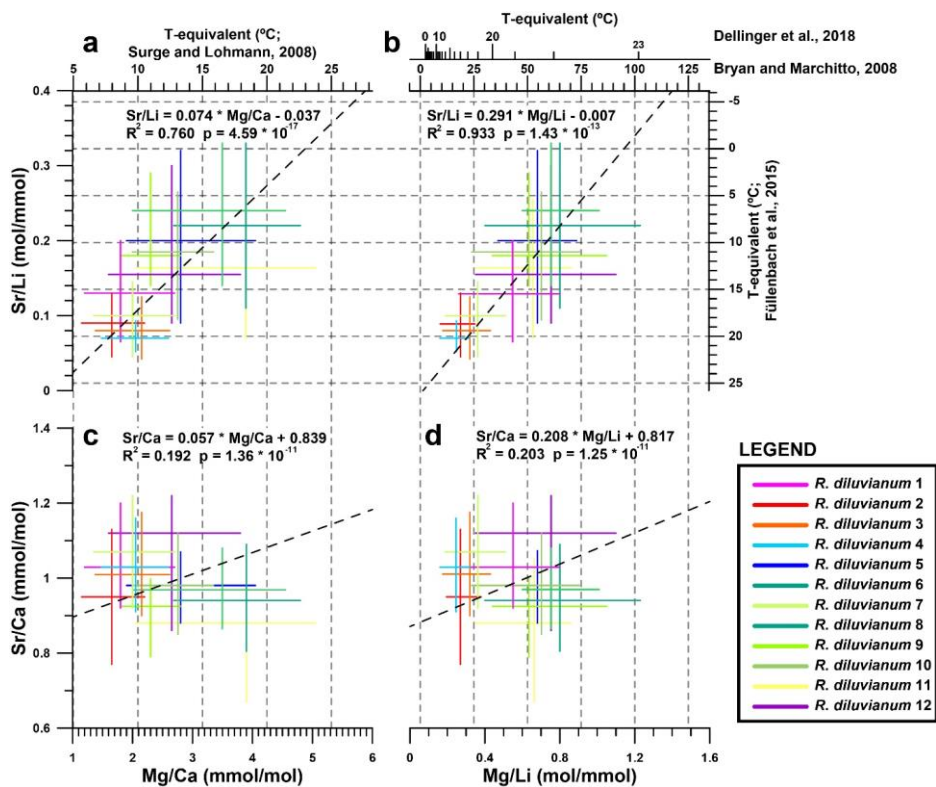 a
T-equivalent (ºC;
Surge and Lohmann, 2008)
5 10 15 20 25
b
T-equivalent (ºC)
0 10 20 23
Dellinger et al., 2018
Bryan and Marchitto, 2008
0 25 50 75 100 125
Sr/Li = 0.074 * Mg/Ca - 0.037
R2 = 0.760 p = 4.59 * 10-17
Sr/Li = 0.291 * Mg/Li - 0.007
R2 = 0.933 p = 1.43 * 10-13
Sr/Li (mol/mmol)
0.4
0.3
0.2
0.1
0
-5
0
5
10
15
20
25
T-equivalent (ºC;
Füllenbach et al., 2015)
c
Sr/Ca = 0.057 * Mg/Ca + 0.839
R2 = 0.192 p = 1.36 * 10-11
d
Sr/Ca = 0.208 * Mg/Li + 0.817
R2 = 0.203 p = 1.25 * 10-11
Sr/Ca (mmol/mol)
1.4
1.2
1.0
0.8
0.6
1 2 3 4 5 6
Mg/Ca (mmol/mol)
0 0.4 0.8 1.2 1.6
Mg/Li (mol/mmol)
LEGEND
R. diluvianum 1
R. diluvianum 2
R. diluvianum 3
R. diluvianum 4
R. diluvianum 5
R. diluvianum 6
R. diluvianum 7
R. diluvianum 8
R. diluvianum 9
R. diluvianum 10
R. diluvianum 11
R. diluvianum 12